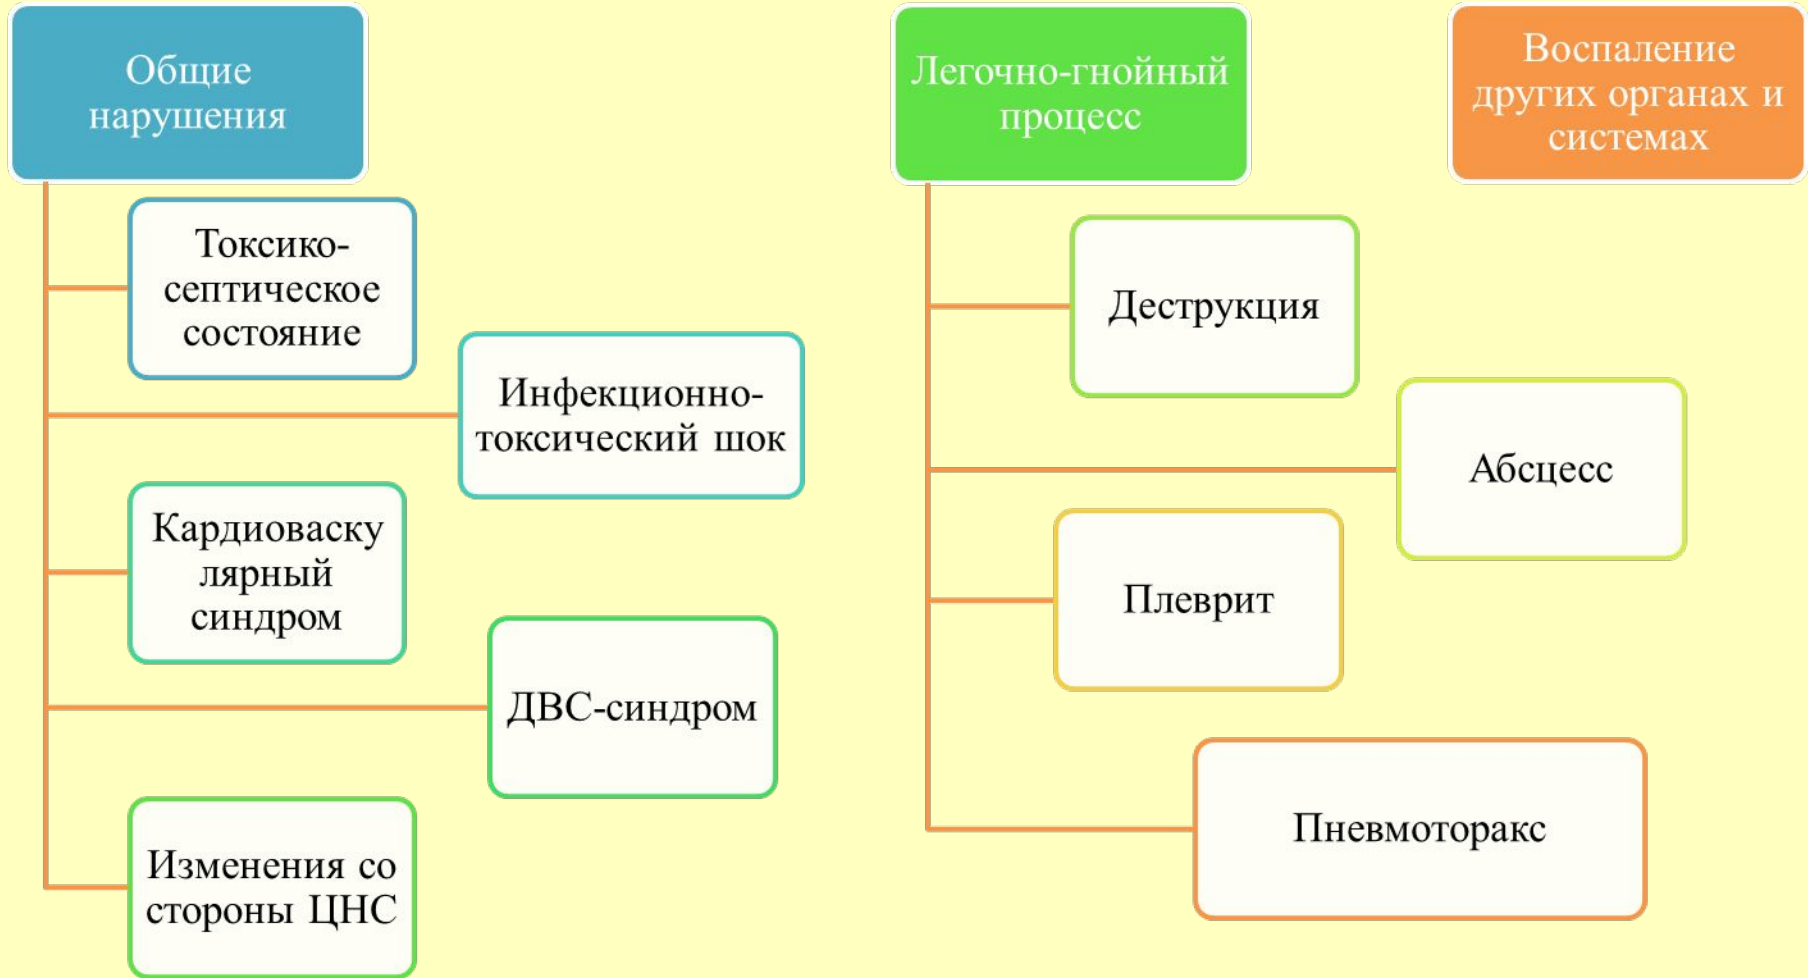 Общие
нарушения
Токсико-
септическое
состояние
Инфекционно-
токсический шок
Кардиоваску
лярный
синдром
ДВС-синдром
Изменения со
стороны ЦНС
Легочно-гнойный
процесс
Деструкция
Абсцесс
Плеврит
Пневмоторакс
Воспаление
других органах и
системах